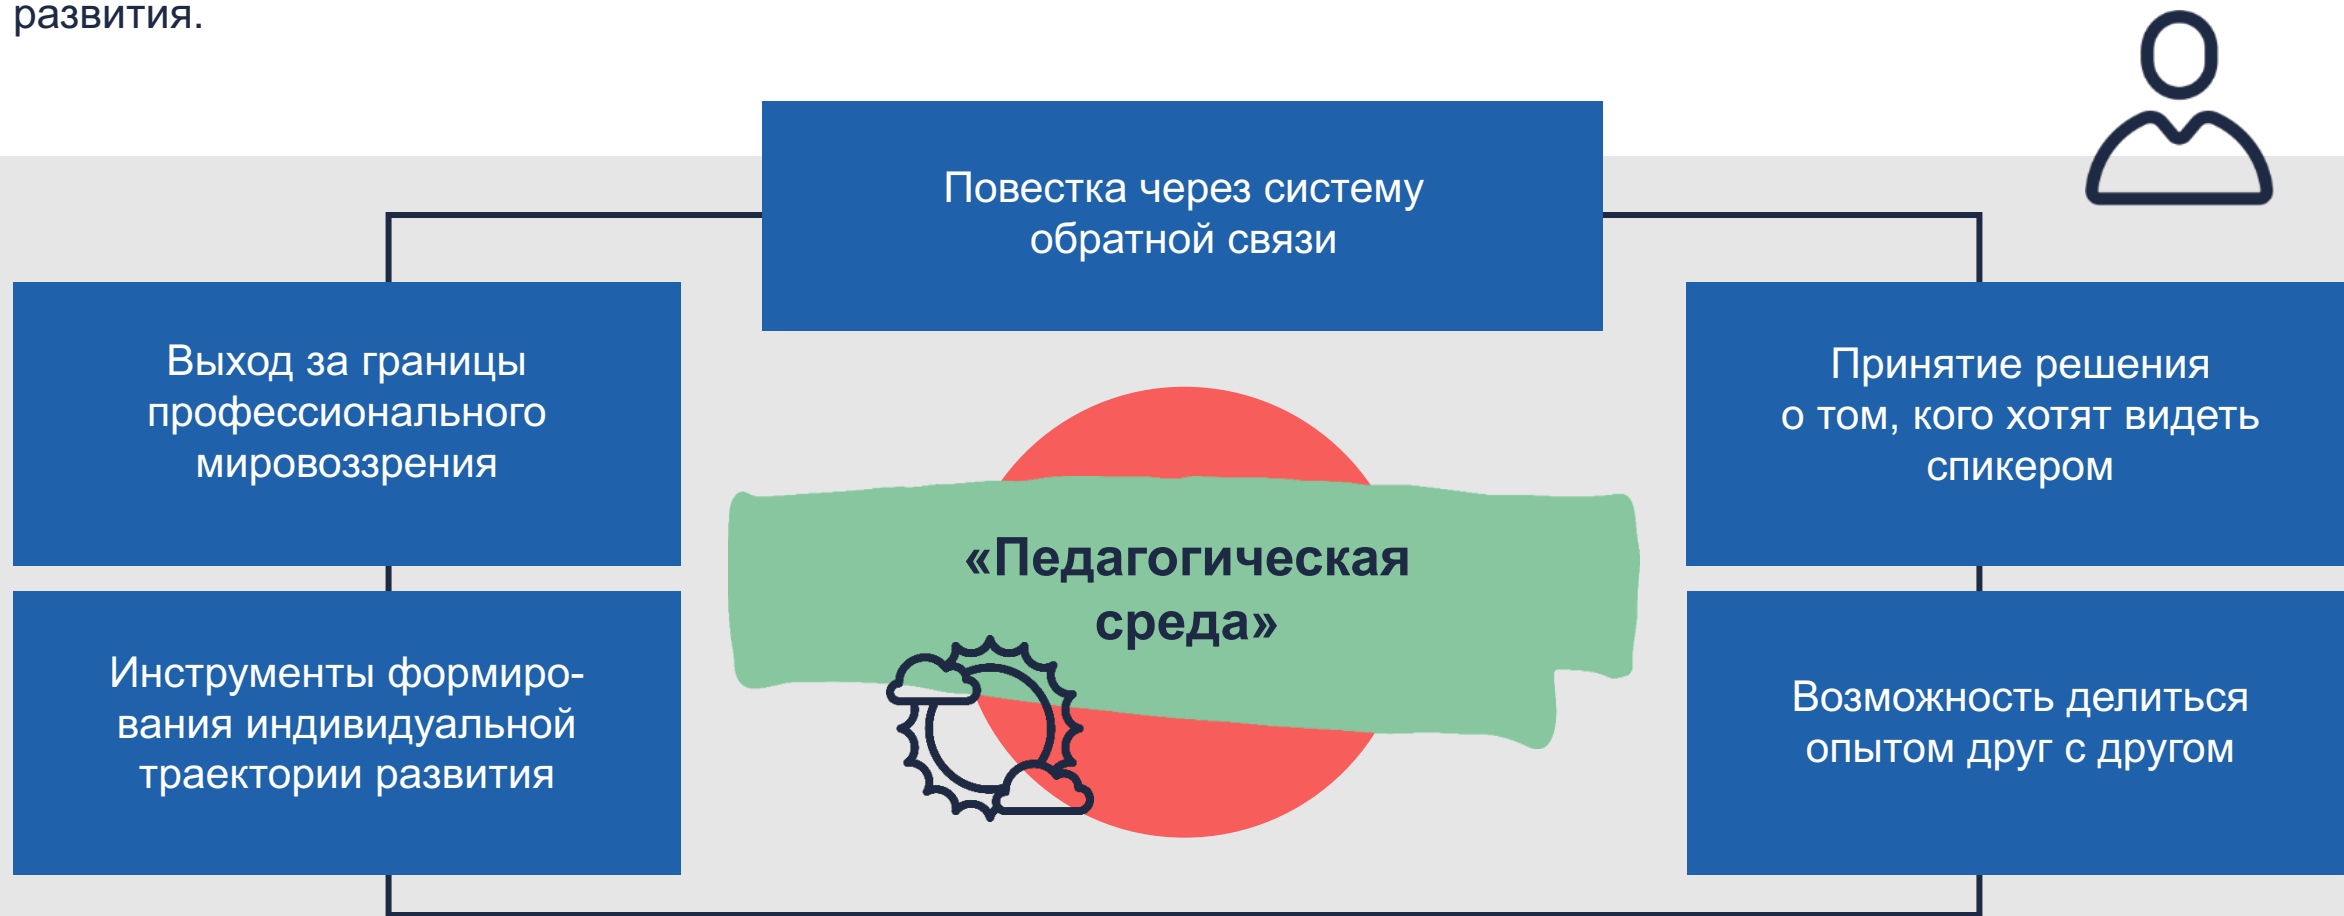 развития.
Повестка через систему
обратной связи
Выход за границы
профессионального
мировоззрения
Принятие решения
о том, кого хотят видеть
спикером
«Педагогическая
среда»
Инструменты формиро-
вания индивидуальной
траектории развития
Возможность делиться
опытом друг с другом